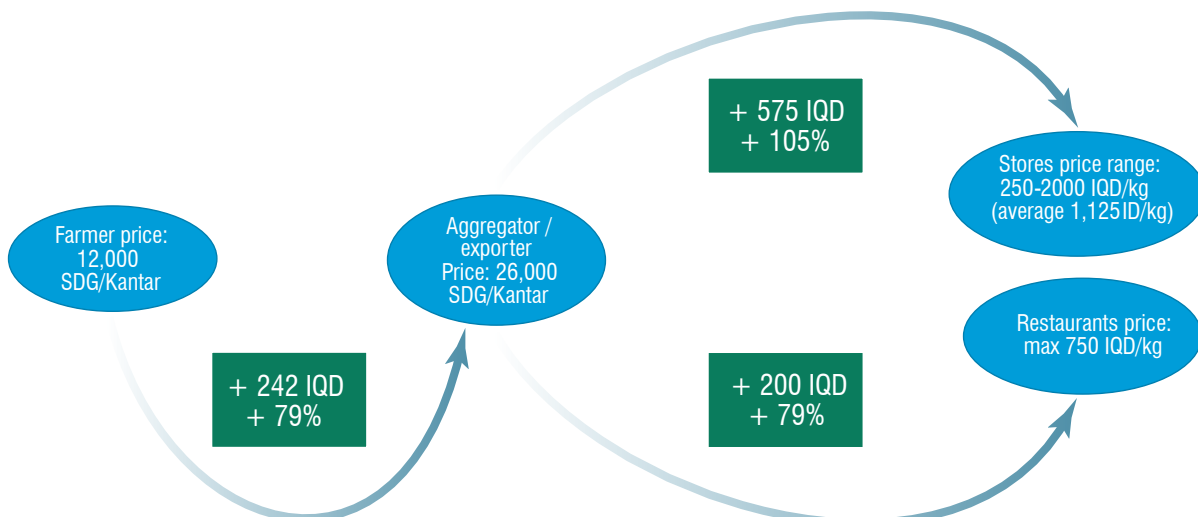 + 575 IQD
+ 105%
Stores price range:
250-2000 IQD/kg
(average 1,125 ID/kg)
Farmer price:
12,000
SDG/Kantar
Aggregator /
exporter
Price: 26,000
SDG/Kantar
Restaurants price:
max 750 IQD/kg
+ 242 IQD
+ 79%
+ 200 IQD
+ 79%